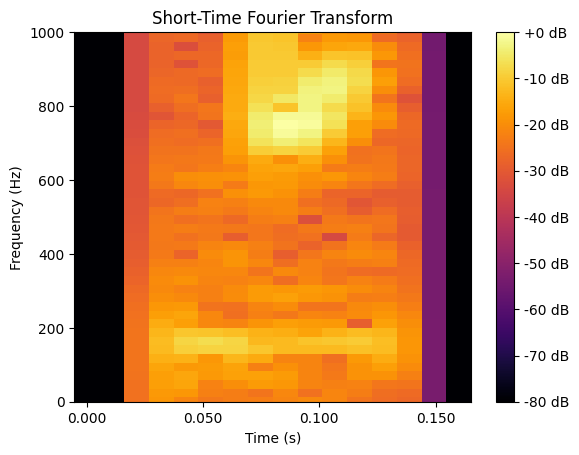 Short-Time Fourier Transform
Frequency (Hz)
1000
800
600
400
200
0
0.000
0.050
0.100
0.150
Time (s)
+0 dB
-10 dB
-20 dB
-30 dB
-40 dB
-50 dB
-60 dB
-70 dB
-80 dB